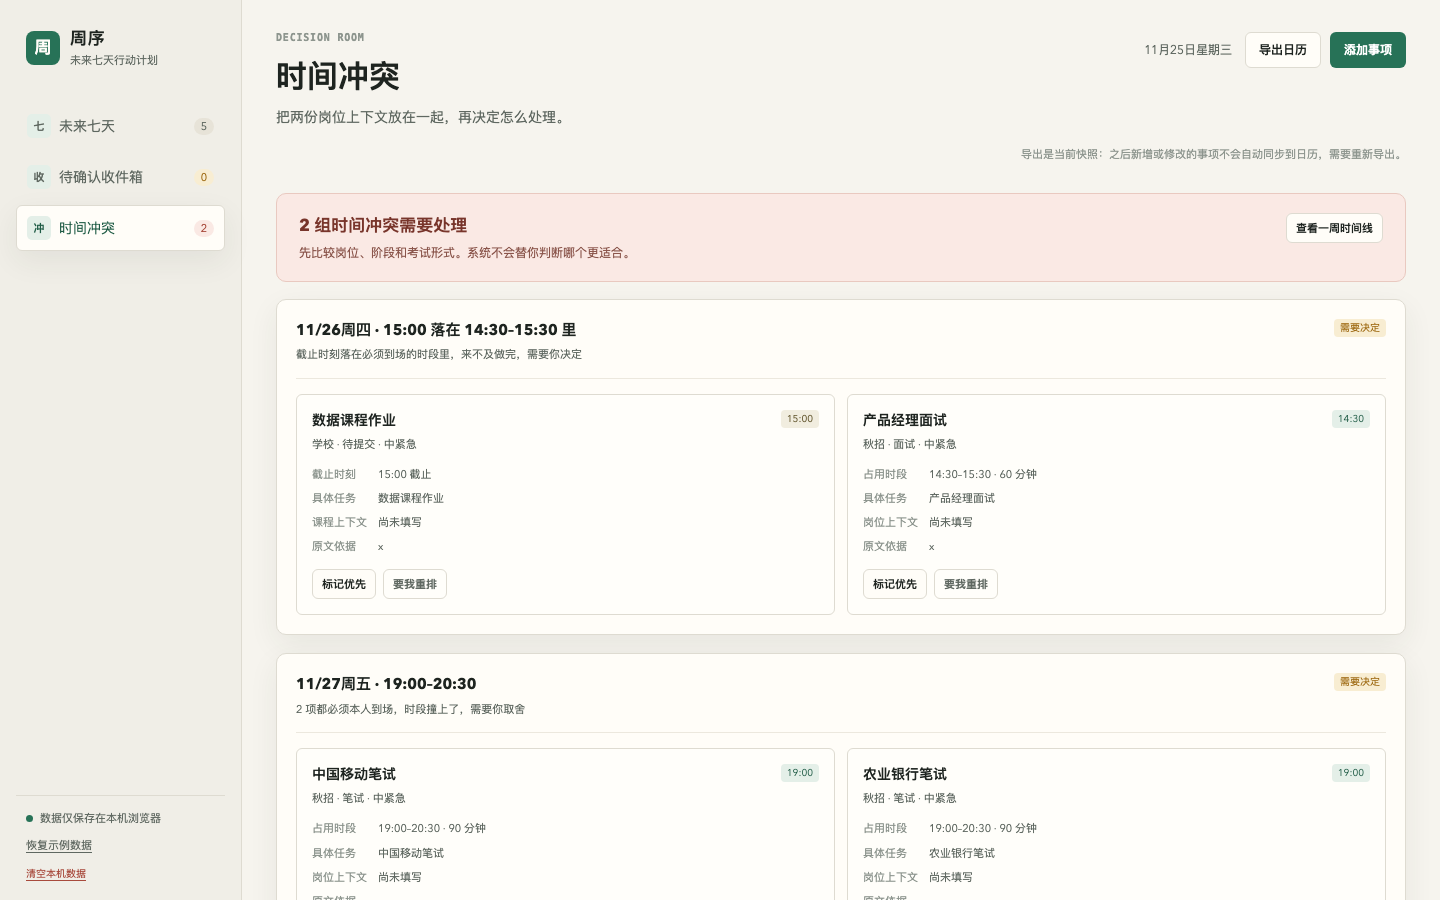 周
周序
未来七天行动计划
七 未来七天 5
收 待确认收件箱 0
冲 时间冲突 2
数据仅保存在本机浏览器
恢复示例数据
清空本机数据
DECISION ROOM
时间冲突
把两份岗位上下文放在一起，再决定怎么处理。
11月25日星期三
导出日历
添加事项
导出是当前快照：之后新增或修改的事项不会自动同步到日历，需要重新导出。
2 组时间冲突需要处理
先比较岗位、阶段和考试形式。系统不会替你判断哪个更适合。
查看一周时间线
11/26周四 · 15:00 落在 14:30-15:30 里
需要决定
截止时刻落在必须到场的时段里，来不及做完，需要你决定
数据课程作业 15:00
学校 · 待提交 · 中紧急
截止时刻 15:00 截止
具体任务 数据课程作业
课程上下文 尚未填写
原文依据 x
标记优先 要我重排
产品经理面试 14:30
秋招 · 面试 · 中紧急
占用时段 14:30-15:30 · 60 分钟
具体任务 产品经理面试
岗位上下文 尚未填写
原文依据 x
标记优先 要我重排
11/27周五 · 19:00-20:30
需要决定
2 项都必须本人到场，时段撞上了，需要你取舍
中国移动笔试 19:00
秋招 · 笔试 · 中紧急
占用时段 19:00-20:30 · 90 分钟
具体任务 中国移动笔试
岗位上下文 尚未填写
农业银行笔试 19:00
秋招 · 笔试 · 中紧急
占用时段 19:00-20:30 · 90 分钟
具体任务 农业银行笔试
岗位上下文 尚未填写